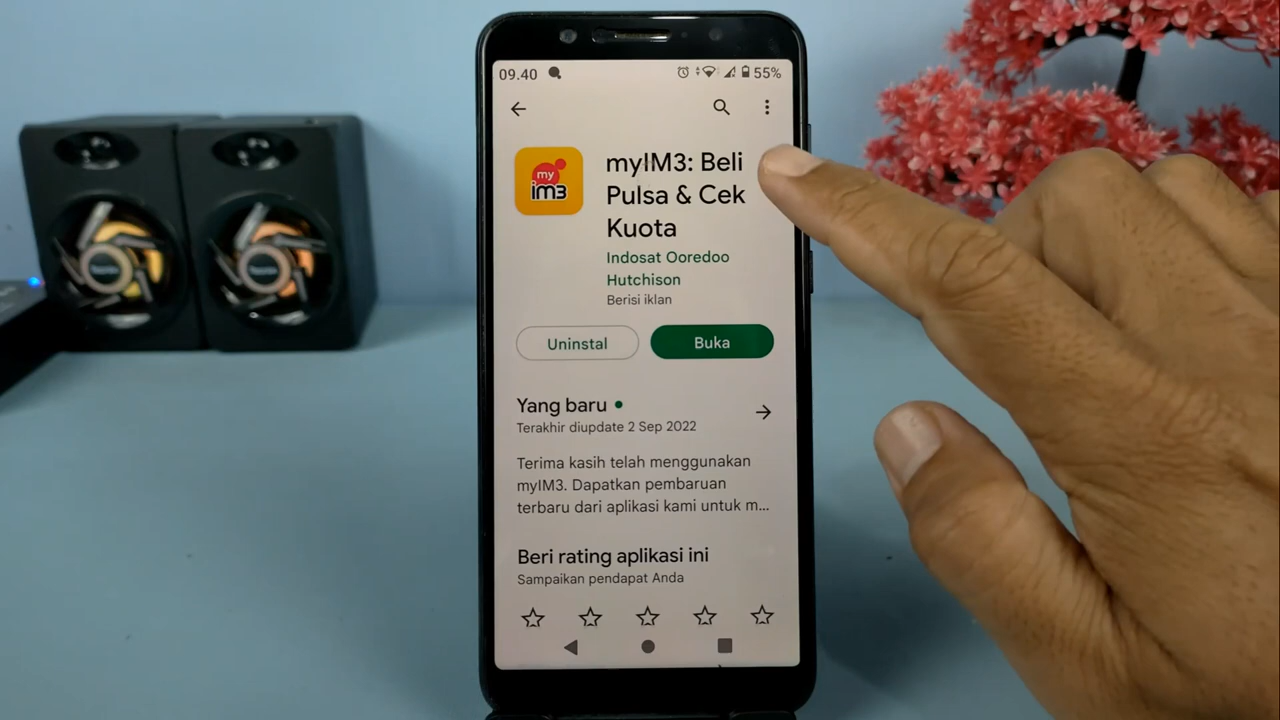 09.40
55%
my
im3
myIM3: Beli
Pulsa & Cek
Kuota
Indosat Ooredoo
Hutchison
Berisi iklan
Uninstal
Buka
Yang baru
Terakhir diupdate 2 Sep 2022
Terima kasih telah menggunakan
myIM3. Dapatkan pembaruan
terbaru dari aplikasi kami untuk m...
Beri rating aplikasi ini
Sampaikan pendapat Anda